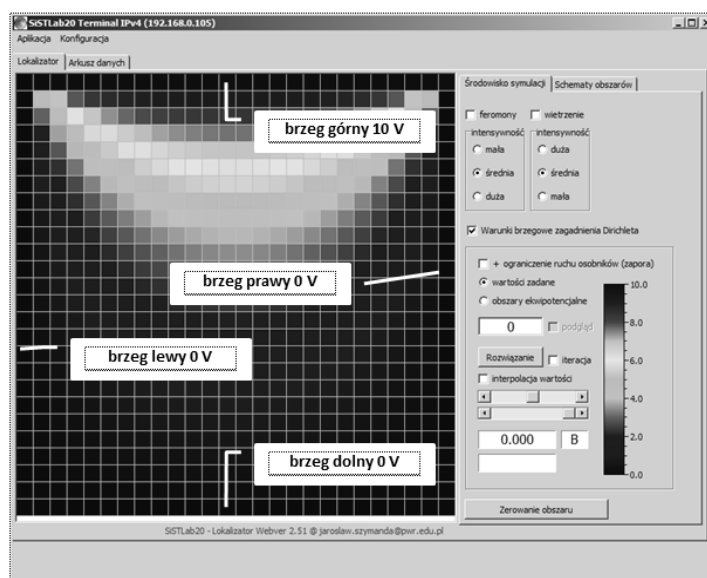 SiSTLab20 Terminal IPv4 (192.168.0.105)
Aplikacja Konfiguracja
Lokalizator Arkusz danych
brzeg górny 10 V
brzeg prawy 0 V
brzeg lewy 0 V
brzeg dolny 0 V
Środowisko symulacji Schematy obszarów
feromony wietrzenie
intensywność intensywność
mała duża
średnia średnia
duża mała
Warunki brzegowe zagadnienia Dirichleta
+ ograniczenie ruchu osobników (zapora)
wartości zadane
obszary ekwipotencjalne
0 podgląd
Rozwiązanie iteracja
interpolacja wartości
0.000 B
10.0
8.0
6.0
4.0
2.0
0.0
Zerowanie obszaru
SiSTLab20 - Lokalizator Webver 2.51 @ jaroslaw.szymanda@pwr.edu.pl